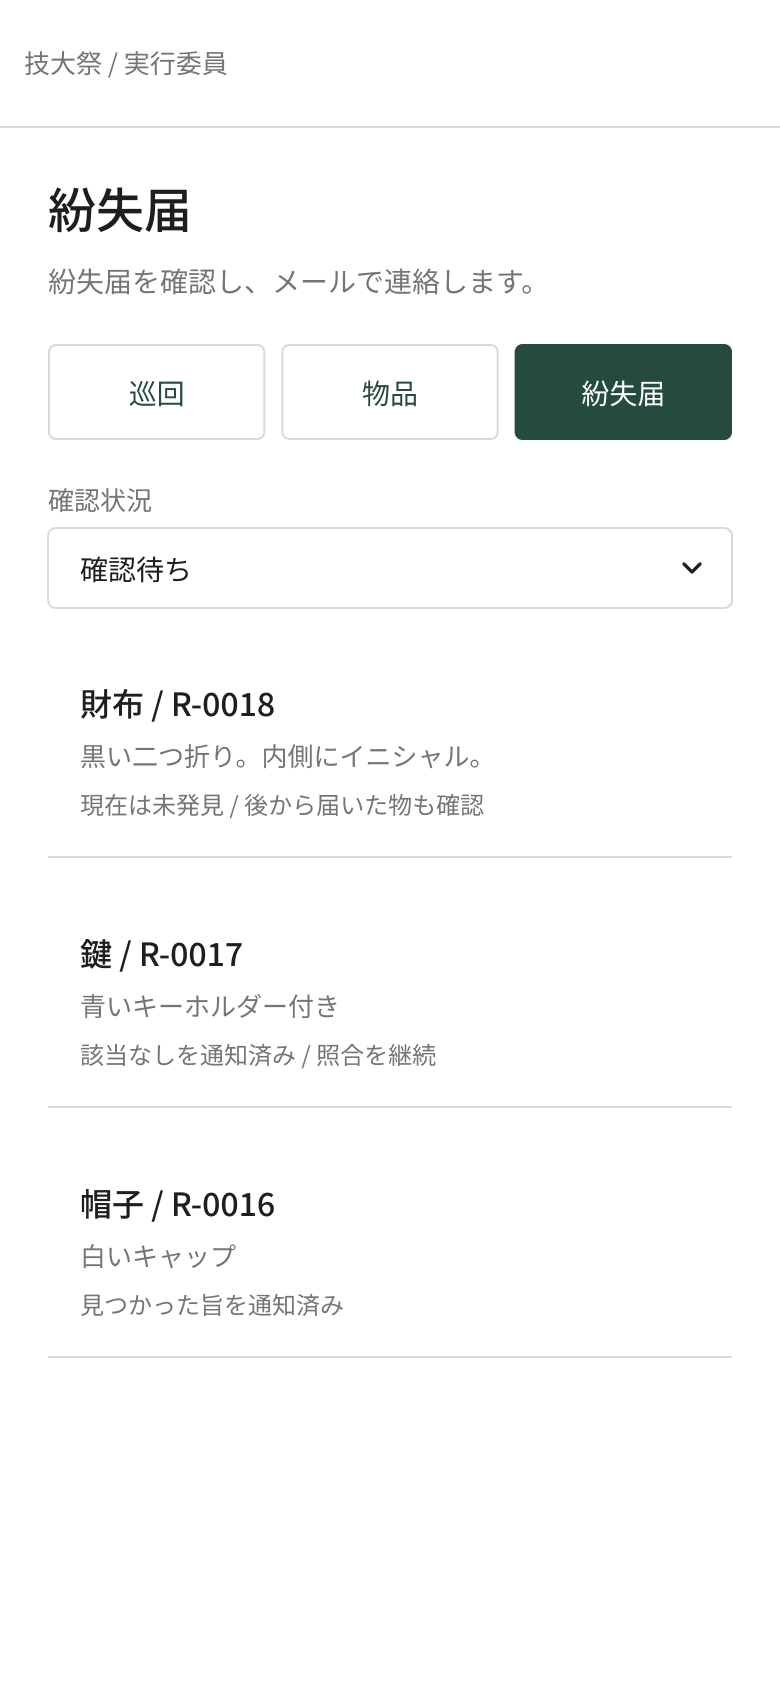 技大祭 / 実行委員
紛失届
紛失届を確認し、メールで連絡します。
巡回
物品
紛失届
確認状況
確認待ち
財布 / R-0018
黒い二つ折り。内側にイニシャル。
現在は未発見 / 後から届いた物も確認
鍵 / R-0017
青いキーホルダー付き
該当なしを通知済み / 照合を継続
帽子 / R-0016
白いキャップ
見つかった旨を通知済み